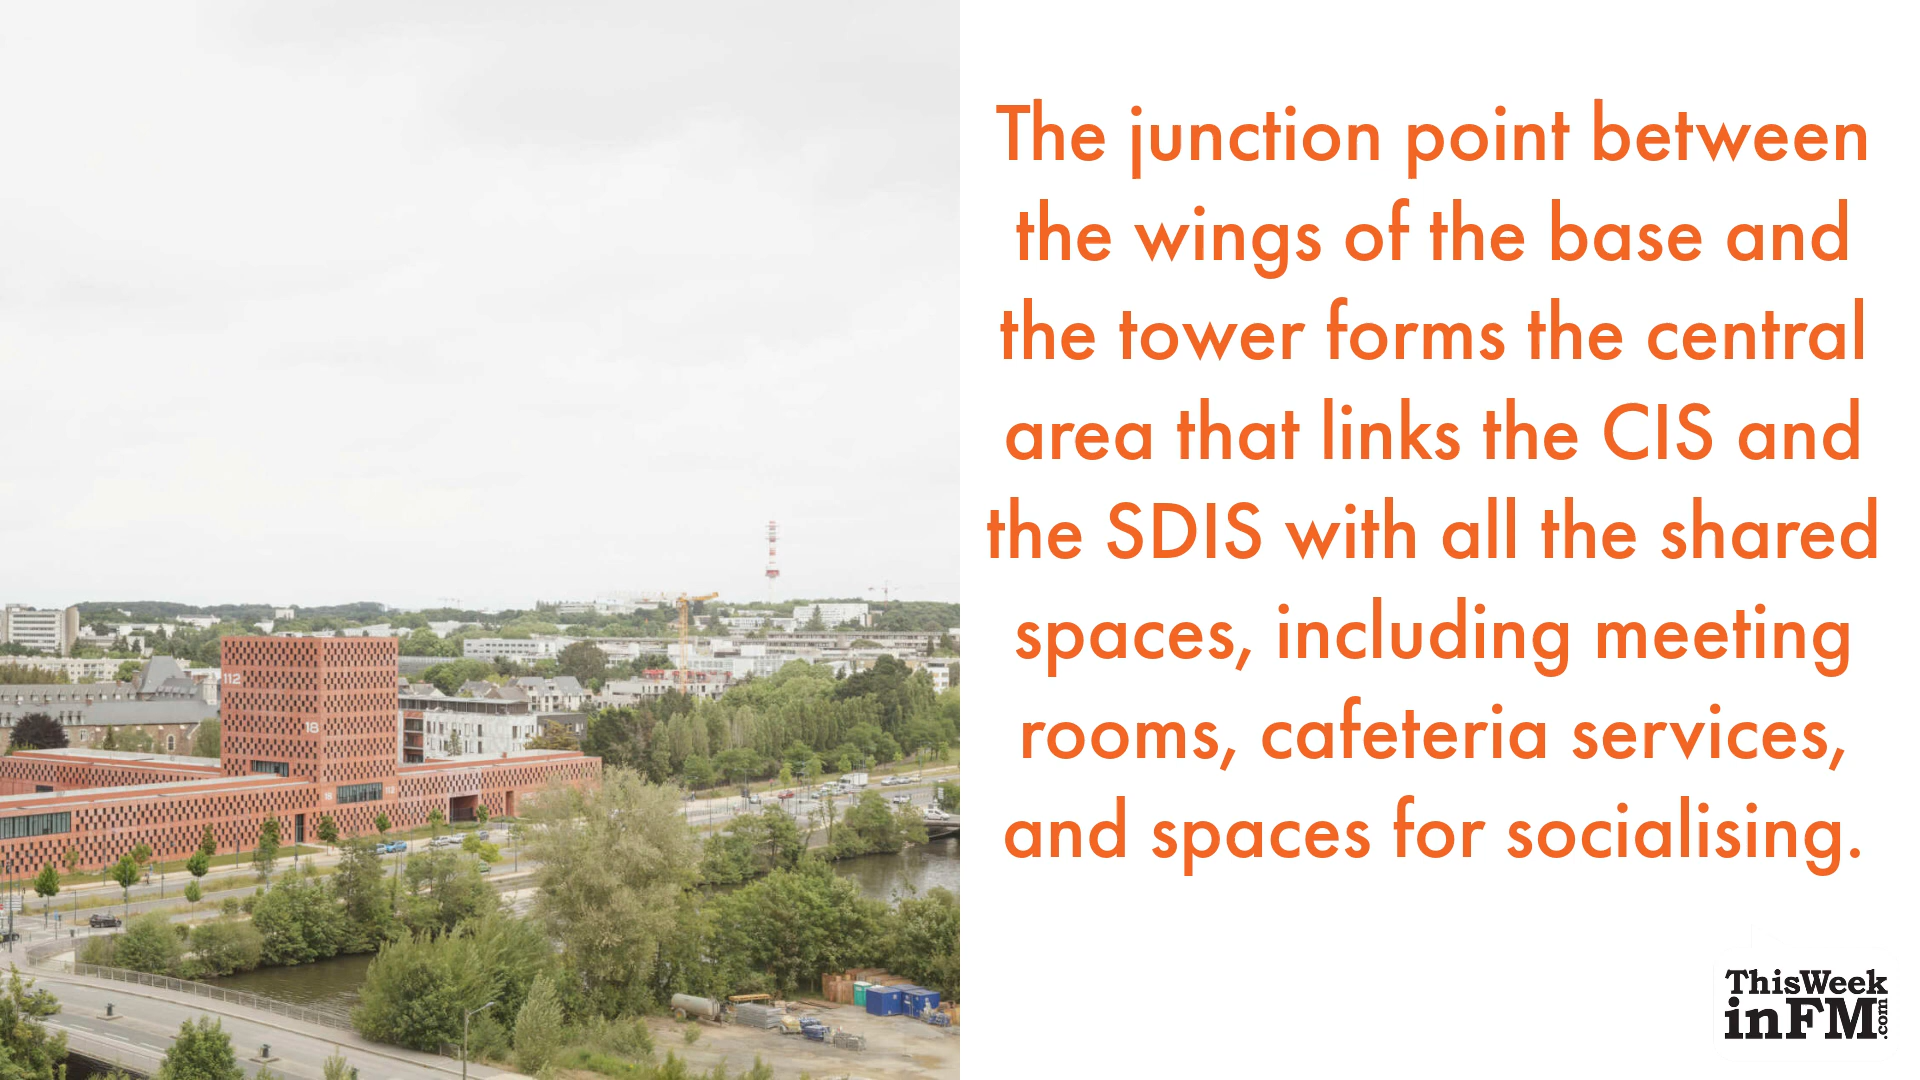 The junction point between
the wings of the base and
the tower forms the central
area that links the CIS and
the SDIS with all the shared
spaces, including meeting
rooms, cafeteria services,
and spaces for socialising.
112
18
18
112
ThisWeek
inFM.com